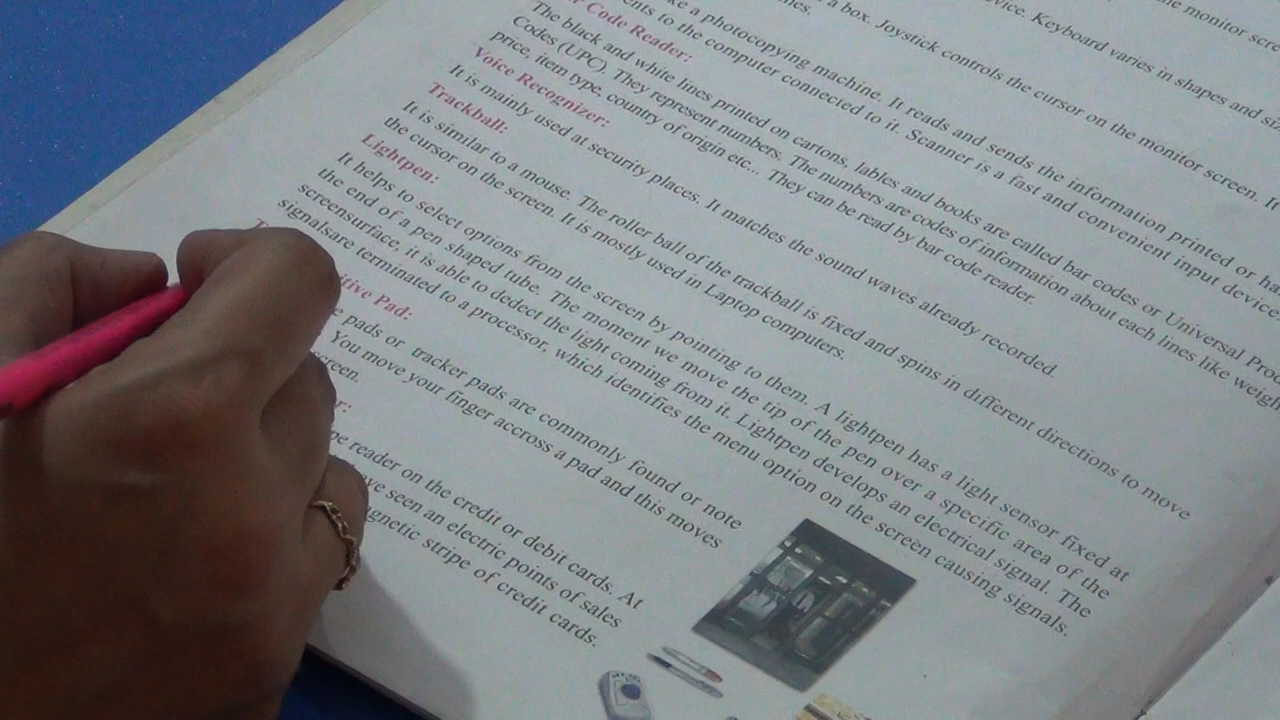 le monitor scre
vice. Keyboard varies in shapes and siz
a box. Joystick controls the cursor on the monitor screen. It
mes.
ke a photocopying machine. It reads and sends the information printed or ha
ents to the computer connected to it. Scanner is a fast and convenient input device
r Code Reader:
The black and white lines printed on cartons, lables and books are called bar codes or Universal Prod
Codes (UPC). They represent numbers. The numbers are codes of information about each lines like weigh
price, item type, country of origin etc... They can be read by bar code reader.
Voice Recognizer:
It is mainly used at security places. It matches the sound waves already recorded.
Trackball:
It is similar to a mouse. The roller ball of the trackball is fixed and spins in different directions to move
the cursor on the screen. It is mostly used in Laptop computers.
Lightpen:
It helps to select options from the screen by pointing to them. A lightpen has a light sensor fixed at
the end of a pen shaped tube. The moment we move the tip of the pen over a specific area of the
screensurface, it is able to dedect the light coming from it. Lightpen develops an electrical signal. The
signalsare terminated to a processor, which identifies the menu option on the screen causing signals.
itive Pad:
e pads or tracker pads are commonly found or note
You move your finger accross a pad and this moves
creen.
r:
pe reader on the credit or debit cards. At
ave seen an electric points of sales
gnetic stripe of credit cards.